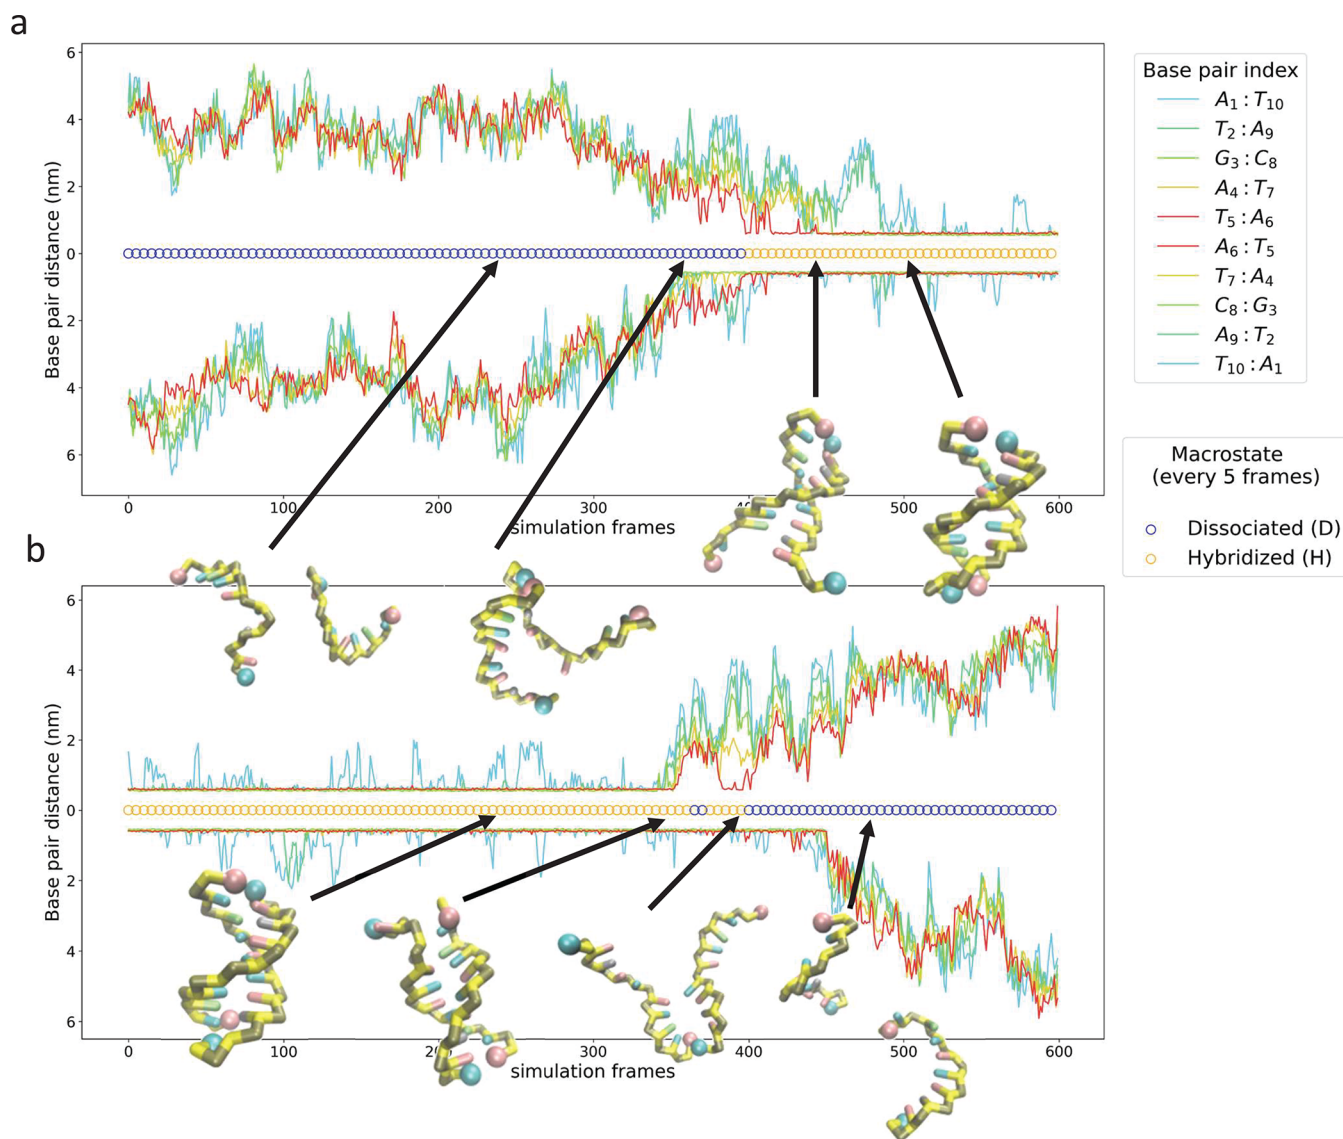 a
6
4
2
0
2
4
6
Base pair distance (nm)
0
100
200
300
500
600
simulation frames
Base pair index
A1 : T10
T2 : A9
G3 : C8
A4 : T7
T5 : A6
A6 : T5
T7 : A4
C8 : G3
A9 : T2
T10 : A1
Macrostate
(every 5 frames)
Dissociated (D)
Hybridized (H)
b
6
4
2
0
2
4
6
Base pair distance (nm)
0
100
300
400
500
600
simulation frames